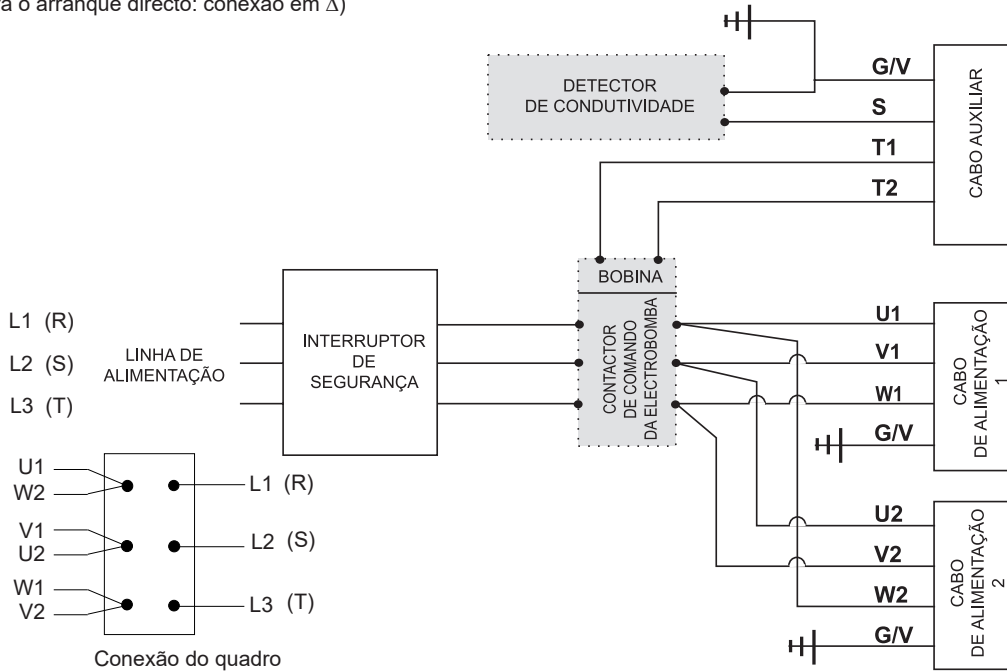 a o arranque directo: conexão em Δ)
G/V
DETECTOR
DE CONDUTIVIDADE
S
T1
T2
CABO AUXILIAR
BOBINA
L1 (R)
L2 (S)
L3 (T)
LINHA DE
ALIMENTAÇÃO
INTERRUPTOR
DE
SEGURANÇA
CONTACTOR
DE COMANDO
DA ELECTROBOMBA
U1
V1
W1
G/V
CABO
DE ALIMENTAÇÃO
1
U2
V2
W2
G/V
CABO
DE ALIMENTAÇÃO
2
U1
W2
V1
U2
W1
V2
L1 (R)
L2 (S)
L3 (T)
Conexão do quadro